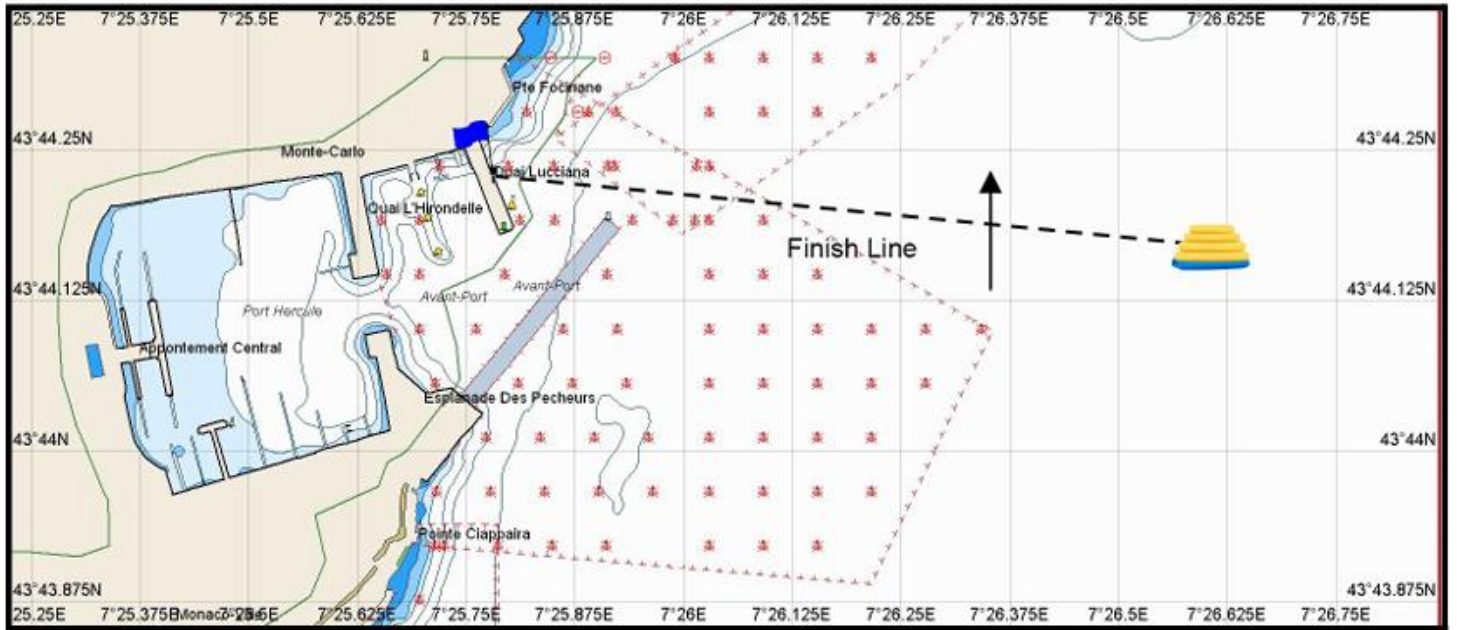 25.25E 7°25.375E 7°25.5E 7°25.625E 7°25.75E 7°25.875E 7°26E 7°26.125E 7°26.25E 7°26.375E 7°26.5E 7°26.625E 7°26.75E
Pte Focinane
43°44.25N 43°44.25N
Monte-Carlo
Quai Lucciana
Quai L'Hirondelle
Finish Line
Avant-Port
43°44.125N 43°44.125N
Avant-Port
Port Hercule
Appontement Central
Esplanade Des Pecheurs
43°44N 43°44N
Pointe Ciappaira
43°43.875N 43°43.875N
25.25E 7°25.375E 7°25.5E 7°25.625E 7°25.75E 7°25.875E 7°26E 7°26.125E 7°26.25E 7°26.375E 7°26.5E 7°26.625E 7°26.75E
Monaco-Ville